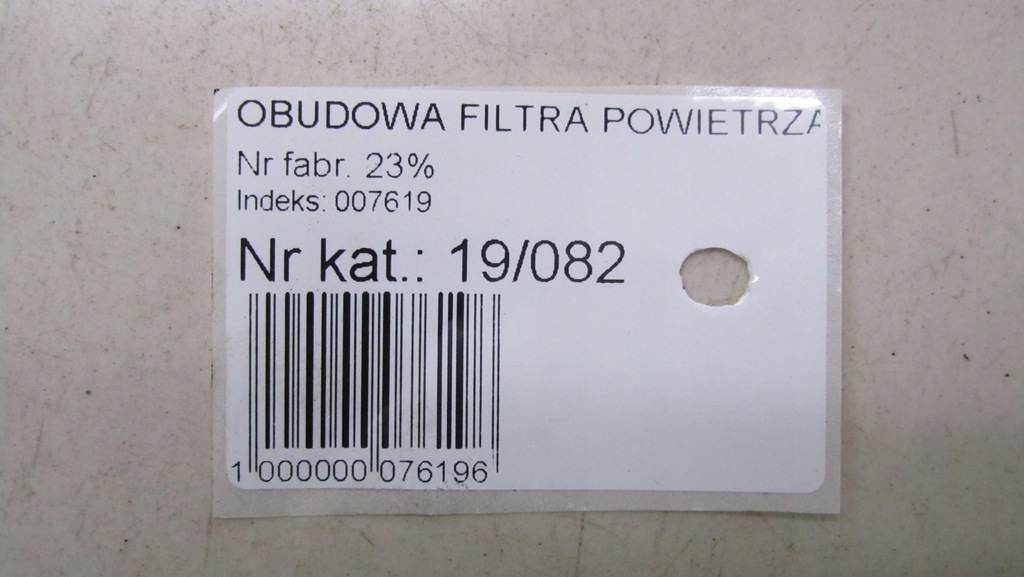 OBUDOWA FILTRA POWIETRZA
Nr fabr. 23%
Indeks: 007619
Nr kat.: 19/082
1 000000 076196